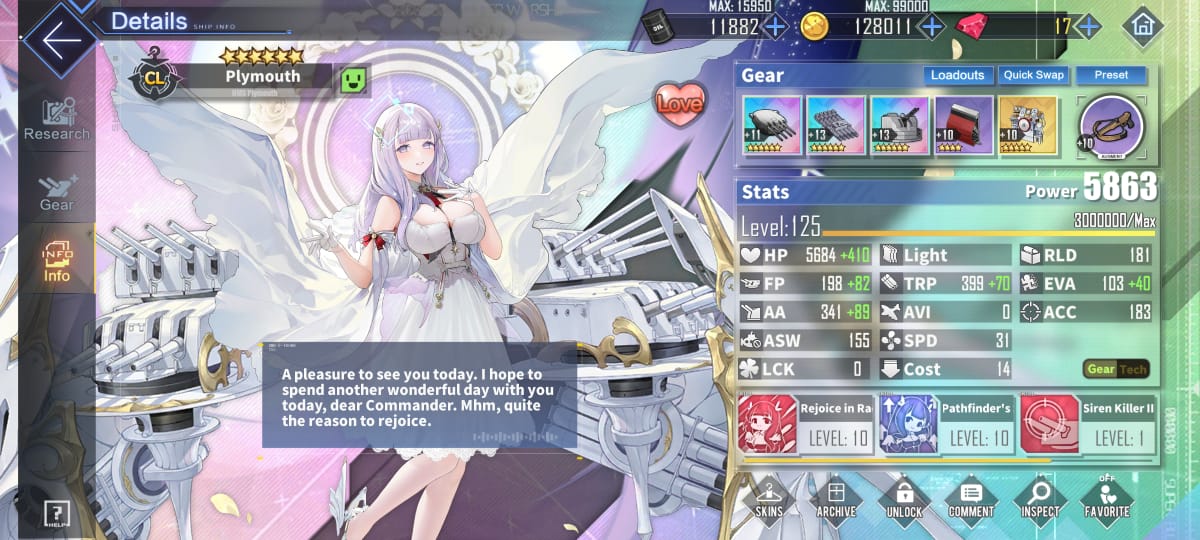 Details SHIP INFO
MAX: 15950
11882
MAX: 99000
128011
17
CL
Plymouth
HMS Plymouth
Love
Research
Gear
INFO
Info
HELP
A pleasure to see you today. I hope to
spend another wonderful day with you
today, dear Commander. Mhm, quite
the reason to rejoice.
Gear
Loadouts
Quick Swap
Preset
+11
+13
+13
+10
+10
+10
AUGMENT
Stats
Power 5863
Level:125
3000000/Max
HP 5684 +410
Light
RLD 181
FP 198 +82
TRP 399 +70
EVA 103 +40
AA 341 +89
AVI 0
ACC 183
ASW 155
SPD 31
LCK 0
Cost 14
Gear Tech
Rejoice in Ra
LEVEL: 10
Pathfinder's
LEVEL: 10
Siren Killer II
LEVEL: 1
SKINS
ARCHIVE
UNLOCK
COMMENT
INSPECT
OFF
FAVORITE